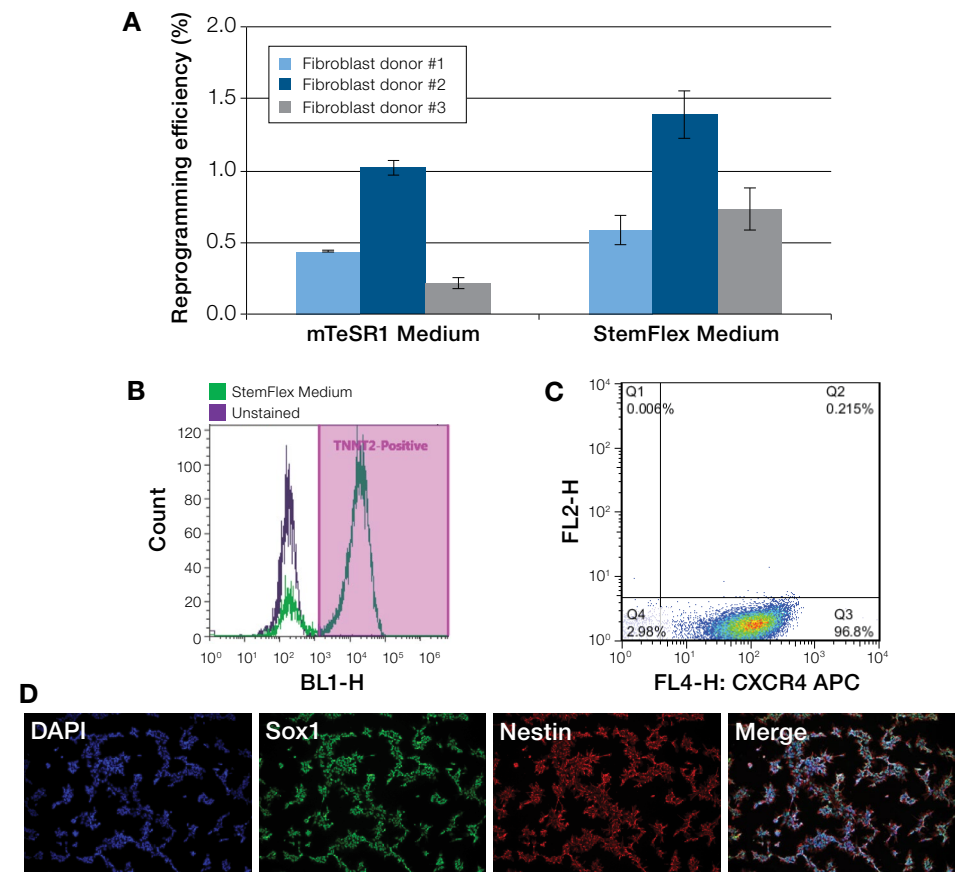 A
Reprogramming efficiency (%)
2.0
1.5
1.0
0.5
0.0
Fibroblast donor #1
Fibroblast donor #2
Fibroblast donor #3
mTeSR1 Medium
StemFlex Medium
B
StemFlex Medium
Unstained
TNNT2-Positive
Count
120
100
80
60
40
20
0
10⁰ 10¹ 10² 10³ 10⁴ 10⁵ 10⁶
BL1-H
C
FL2-H
10⁴
10²
10²
10¹
10⁰
Q1
0.006%
Q2
0.215%
Q4
2.98%
Q3
96.8%
10⁰ 10¹ 10² 10³ 10⁴
FL4-H: CXCR4 APC
D
DAPI
Sox1
Nestin
Merge